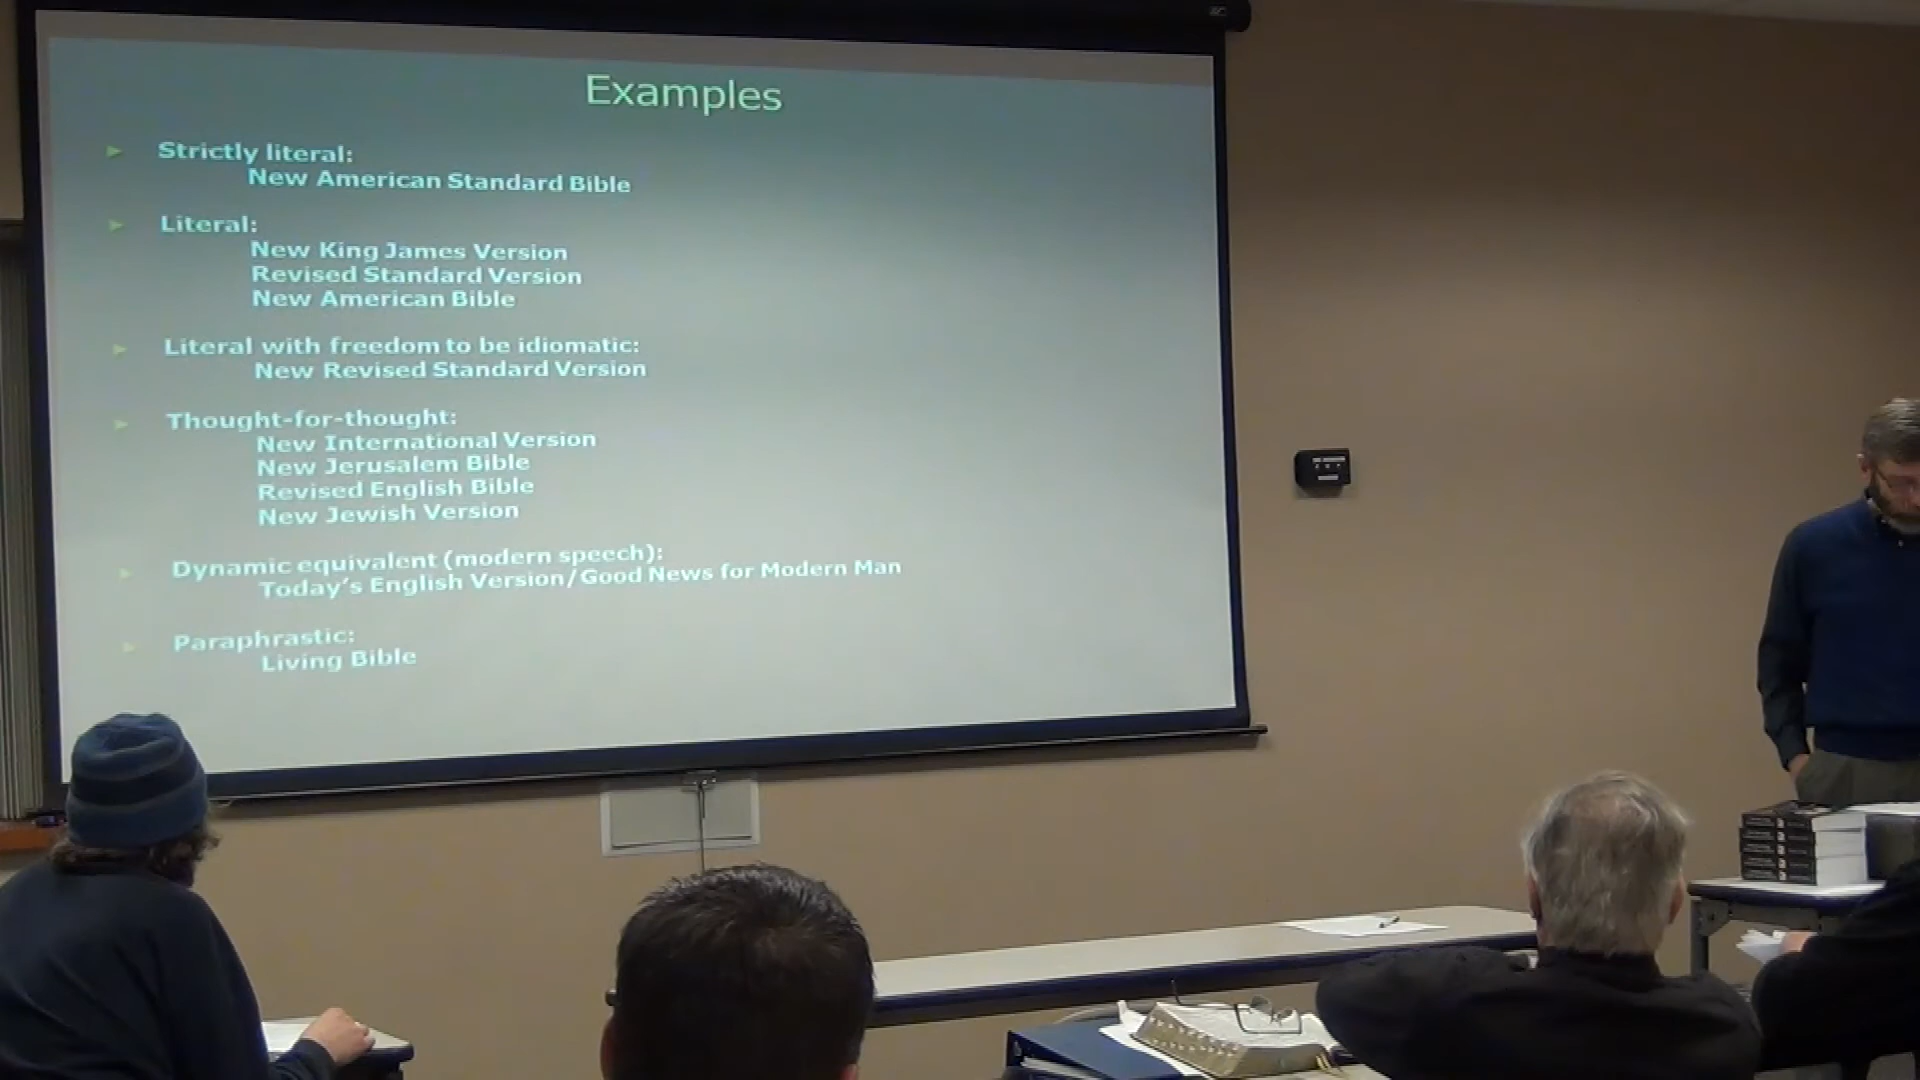 Examples
Strictly literal:
New American Standard Bible
Literal:
New King James Version
Revised Standard Version
New American Bible
Literal with freedom to be idiomatic:
New Revised Standard Version
Thought-for-thought:
New International Version
New Jerusalem Bible
Revised English Bible
New Jewish Version
Dynamic equivalent (modern speech):
Today's English Version/Good News for Modern Man
Paraphrastic:
Living Bible